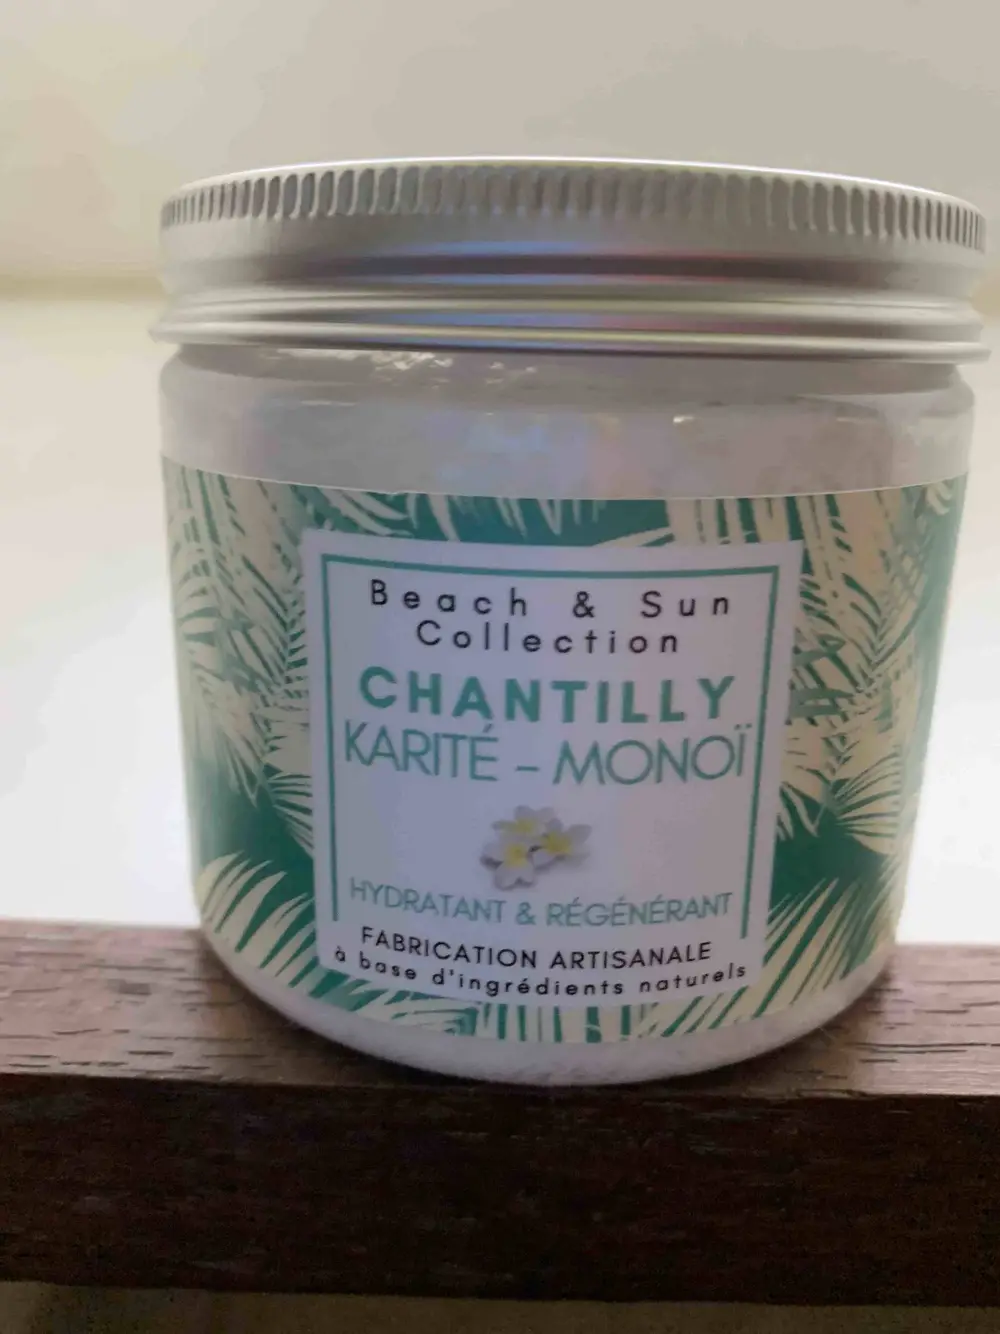 Beach & Sun
Collection
CHANTILLY
KARITÉ - MONOÏ
HYDRATANT & RÉGÉNÉRANT
FABRICATION ARTISANALE
à base d'ingrédients naturels